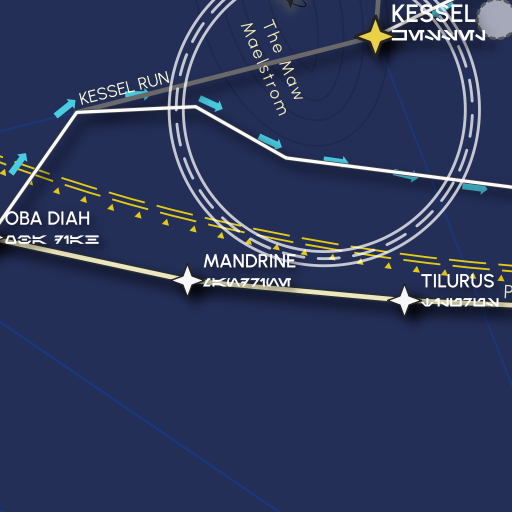 KESSEL
The Maw
Maelstrom
KESSEL RUN
OBA DIAH
MANDRINE
TILURUS
P